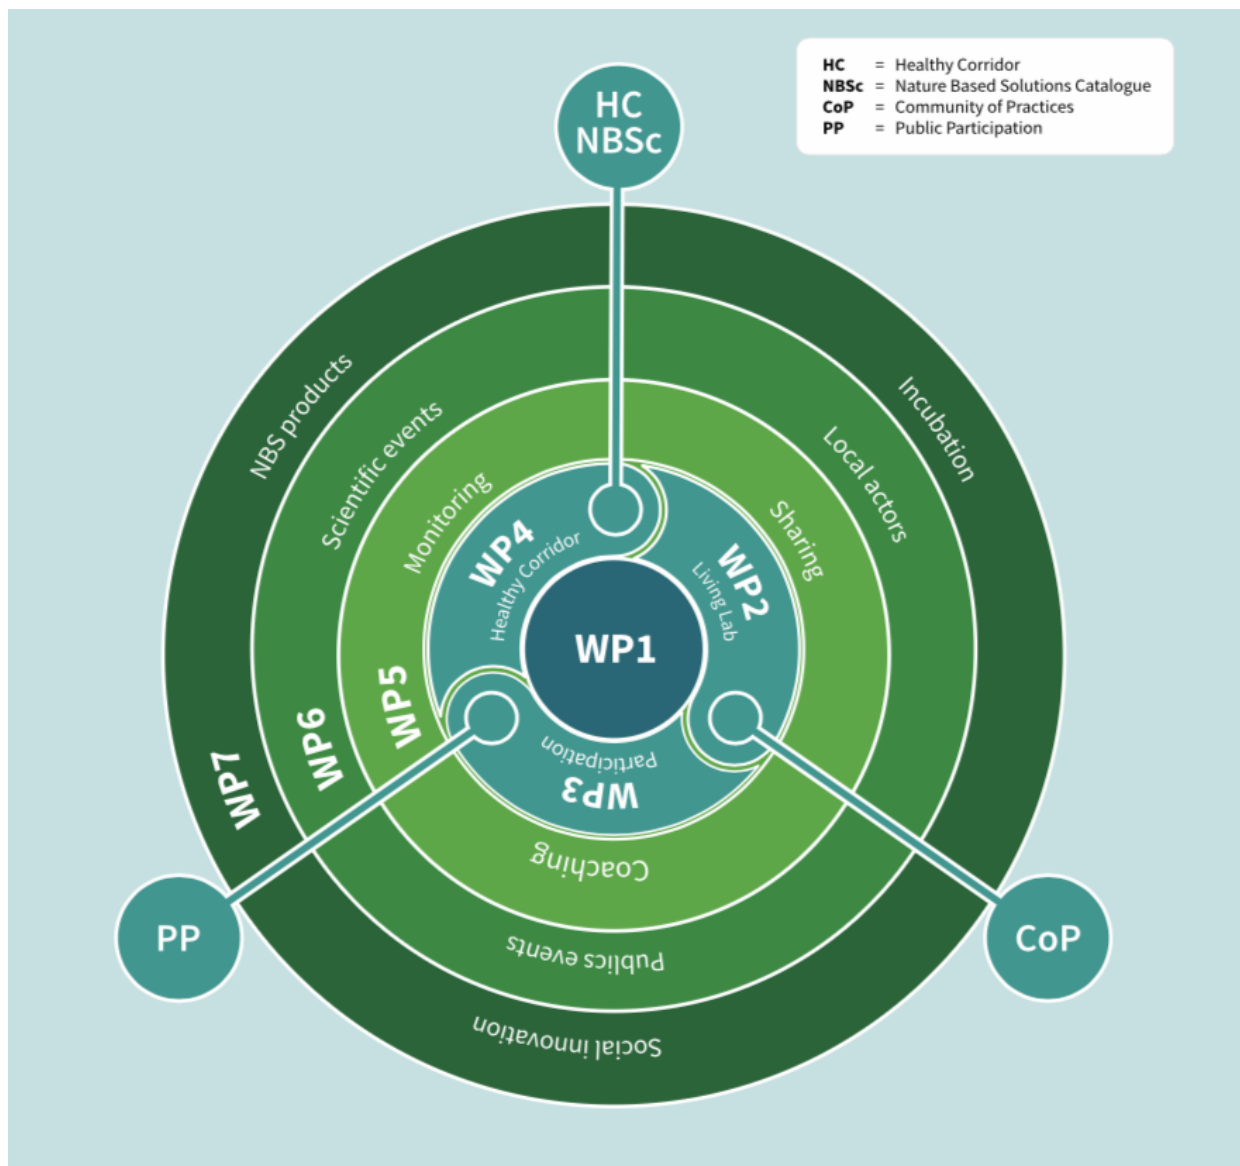 HC = Healthy Corridor
NBSc = Nature Based Solutions Catalogue
CoP = Community of Practices
PP = Public Participation
HC
NBSc
NBS products
Incubation
Scientific events
Local actors
Monitoring
Sharing
WP4
Healthy Corridor
WP2
Living Lab
WP1
WP5
WP6
WP7
Participation
WP3
Coaching
PP
CoP
Publics events
Social innovation